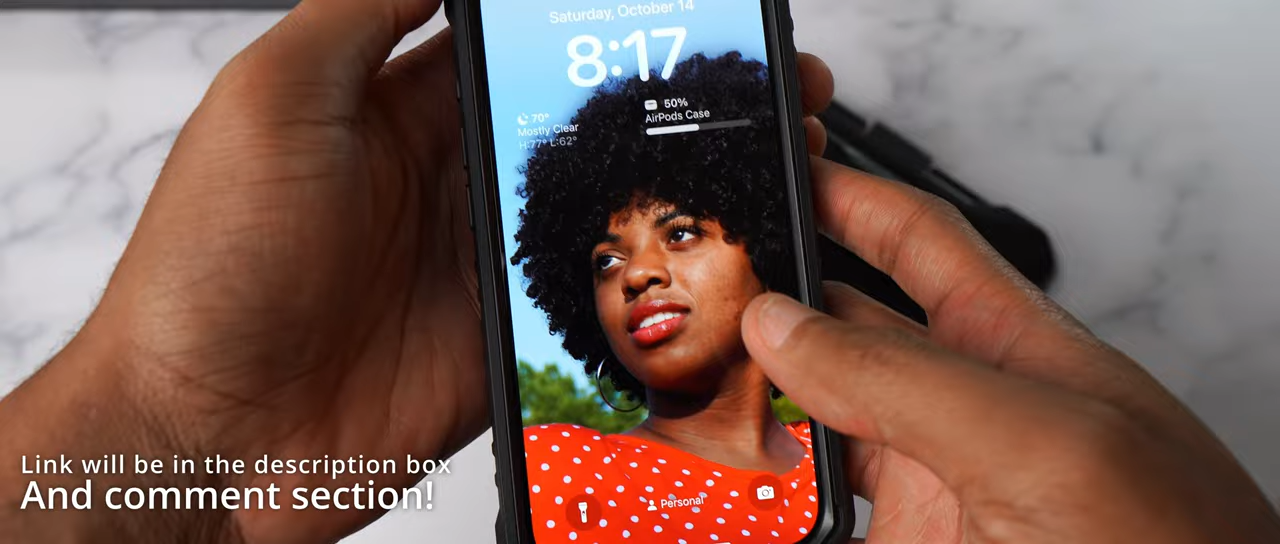 Saturday, October 14
8:17
70°
Mostly Clear
H:77° L:62°
50%
AirPods Case
Personal
Link will be in the description box
And comment section!